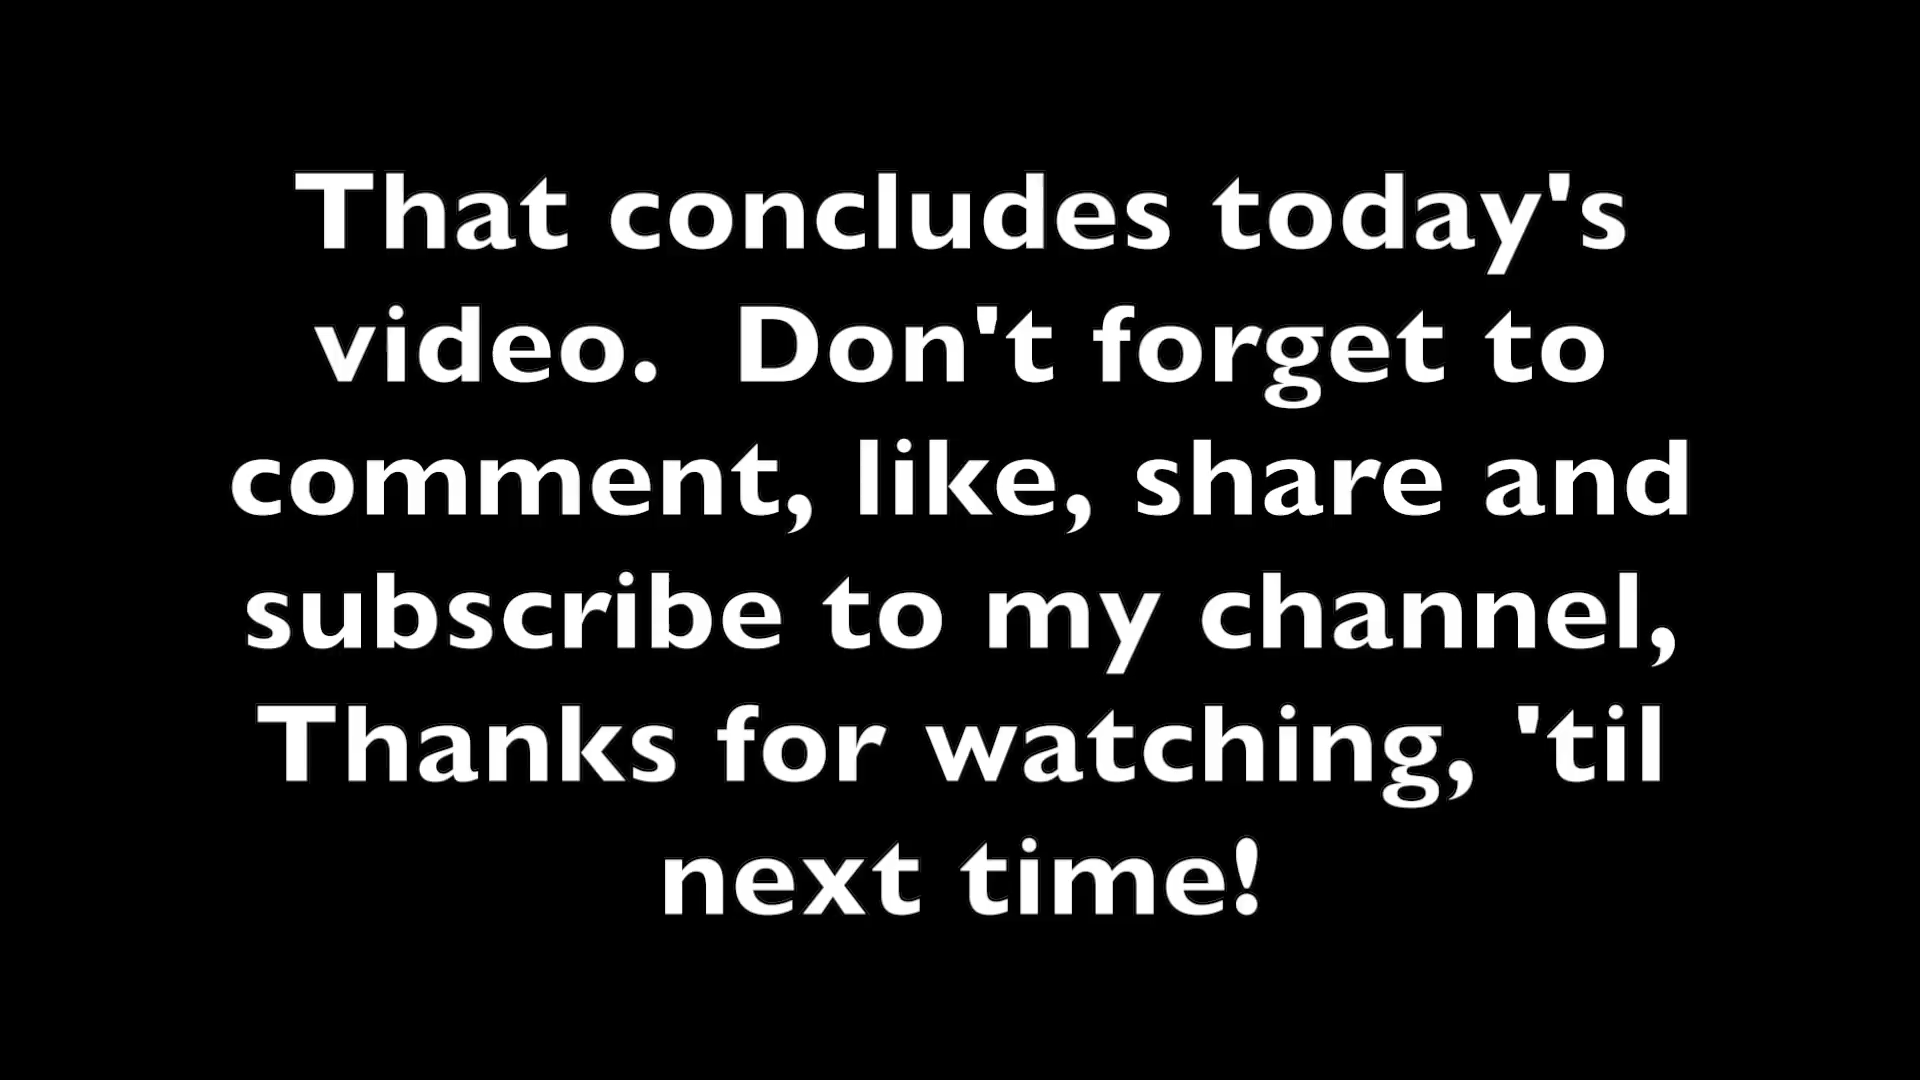 That concludes today's
video.  Don't forget to
comment, like, share and
subscribe to my channel,
Thanks for watching, 'til
next time!